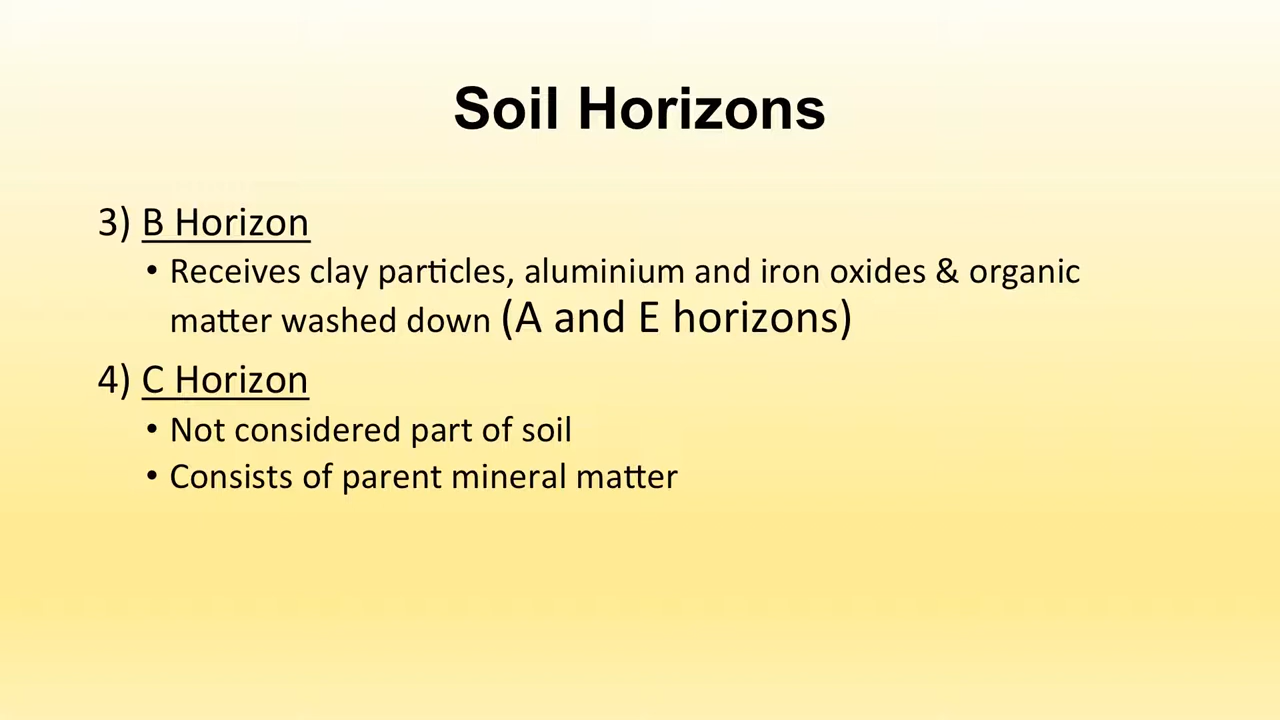 Soil Horizons
3) B Horizon
• Receives clay particles, aluminium and iron oxides & organic
matter washed down (A and E horizons)
4) C Horizon
• Not considered part of soil
• Consists of parent mineral matter